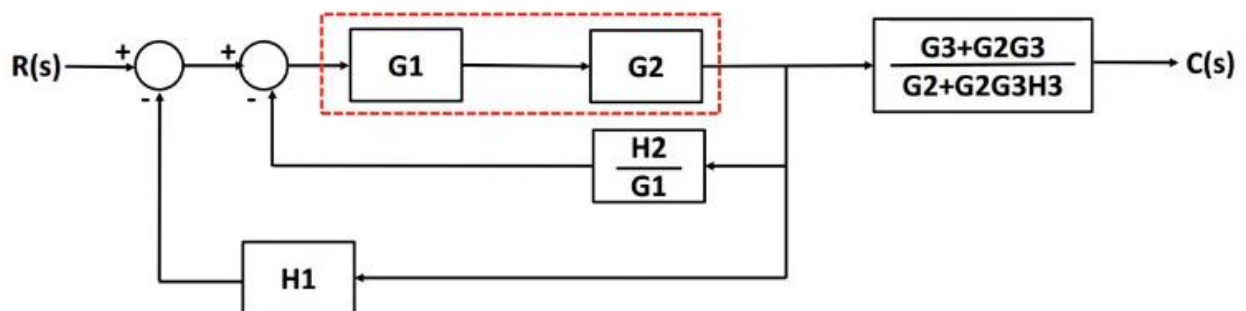 + +
R(s) G1 G2 G3+G2G3 C(s)
- - G2+G2G3H3
H2
G1
H1